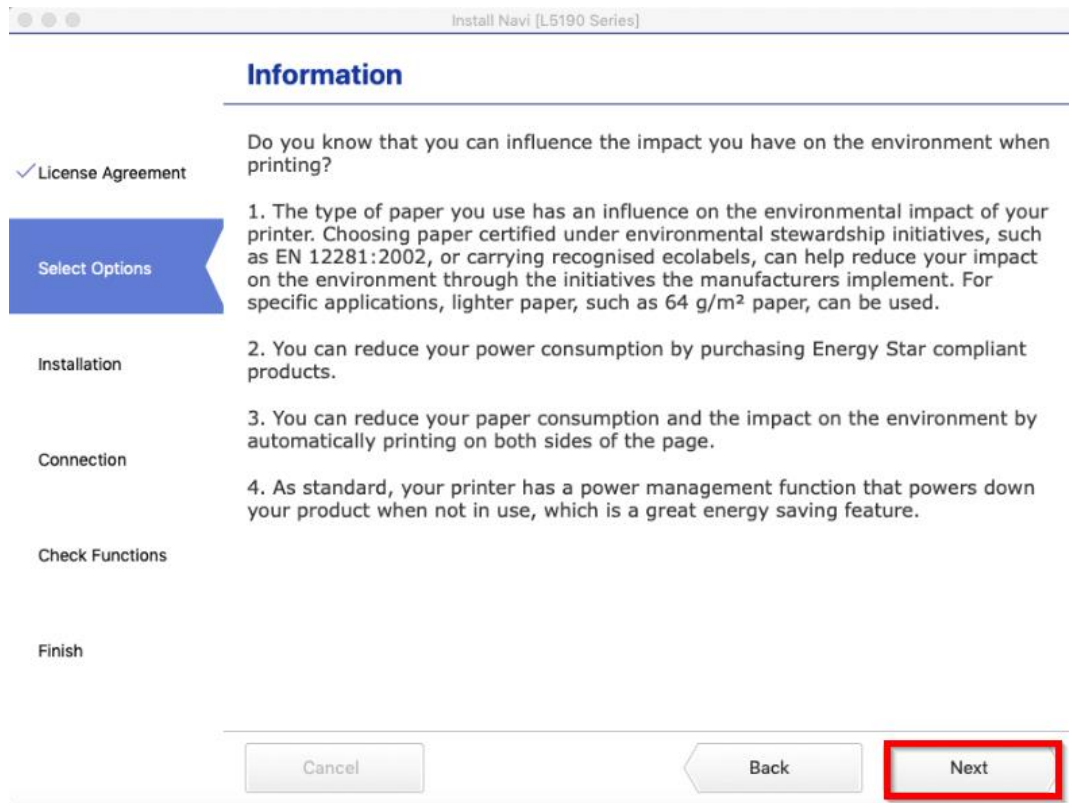 Install Navi [L5190 Series]
Information
Do you know that you can influence the impact you have on the environment when
printing?
1. The type of paper you use has an influence on the environmental impact of your
printer. Choosing paper certified under environmental stewardship initiatives, such
as EN 12281:2002, or carrying recognised ecolabels, can help reduce your impact
on the environment through the initiatives the manufacturers implement. For
specific applications, lighter paper, such as 64 g/m² paper, can be used.
2. You can reduce your power consumption by purchasing Energy Star compliant
products.
3. You can reduce your paper consumption and the impact on the environment by
automatically printing on both sides of the page.
4. As standard, your printer has a power management function that powers down
your product when not in use, which is a great energy saving feature.
License Agreement
Select Options
Installation
Connection
Check Functions
Finish
Cancel
Back
Next